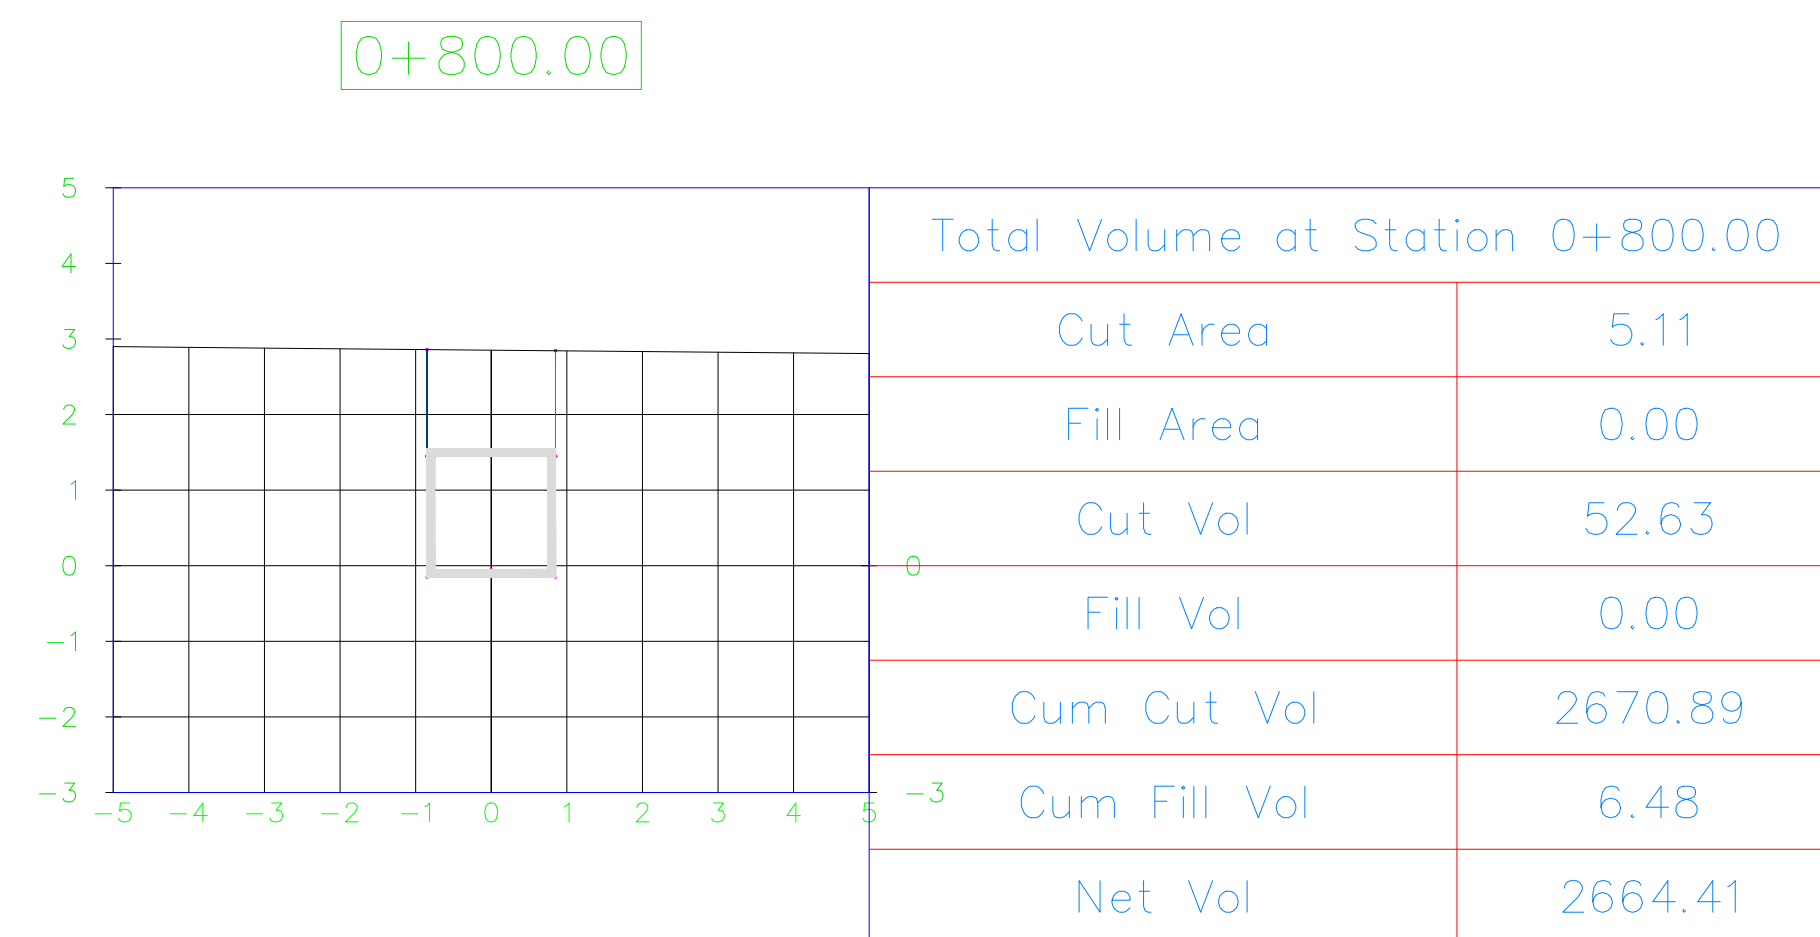 0+800.00
5
4
3
2
1
0
-1
-2
-3
-5 -4 -3 -2 -1 0 1 2 3 4 5
0
-3
Total Volume at Station 0+800.00
Cut Area 5.11
Fill Area 0.00
Cut Vol 52.63
Fill Vol 0.00
Cum Cut Vol 2670.89
Cum Fill Vol 6.48
Net Vol 2664.41